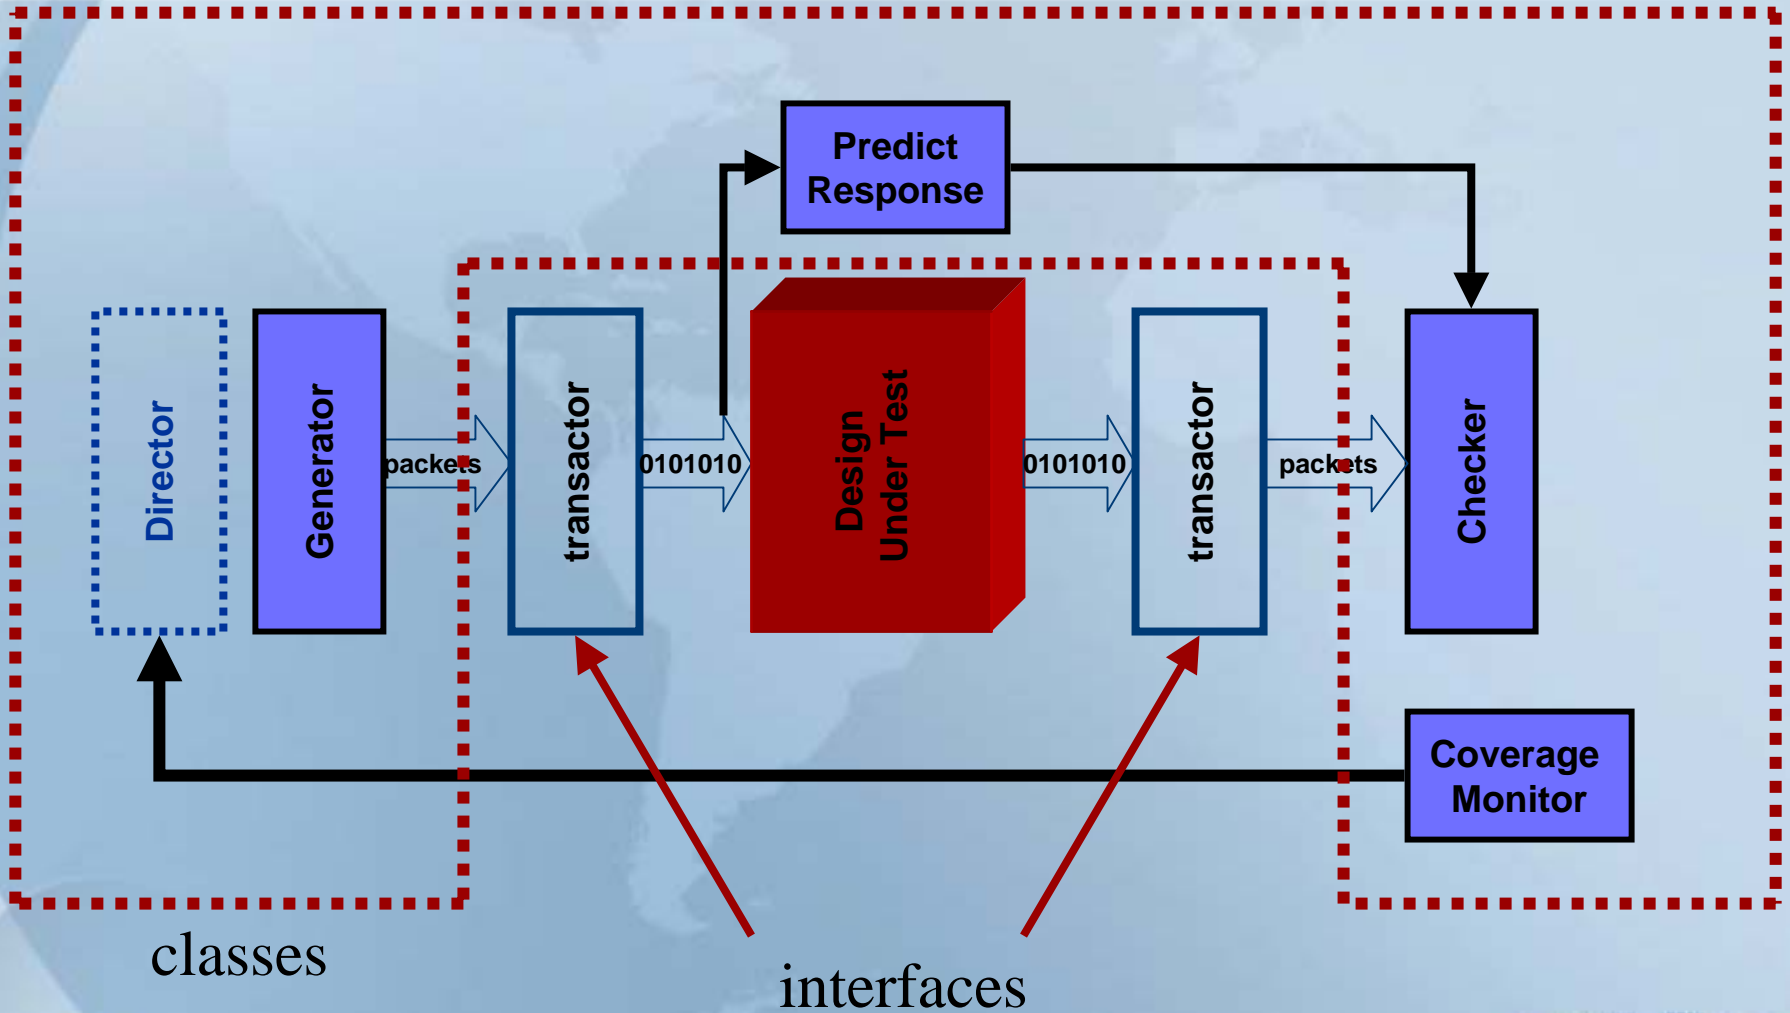 Predict
Response
Director
Generator
packets
transactor
0101010
Design
Under Test
0101010
transactor
packets
Checker
Coverage
Monitor
classes
interfaces